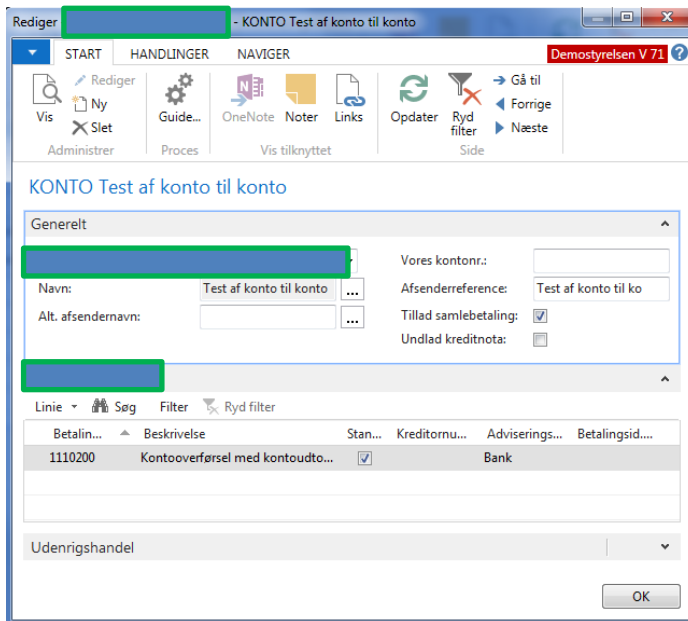 Rediger - KONTO Test af konto til konto
START HANDLINGER NAVIGER Demostyrelsen V 71
Vis
Rediger
Ny
Slet
Administrer
Guide...
Proces
OneNote Noter Links
Vis tilknyttet
Opdater Ryd filter
Gå til
Forrige
Næste
Side
KONTO Test af konto til konto
Generelt
Vores kontonr.:
Navn: Test af konto til konto ... Afsenderreference: Test af konto til ko
Alt. afsendernavn: ... Tillad samlebetaling:
Undlad kreditnota:
Linie Søg Filter Ryd filter
Betalin... Beskrivelse Stan... Kreditornu... Adviserings... Betalingsid....
1110200 Kontooverførsel med kontoudto... Bank
Udenrigshandel
OK